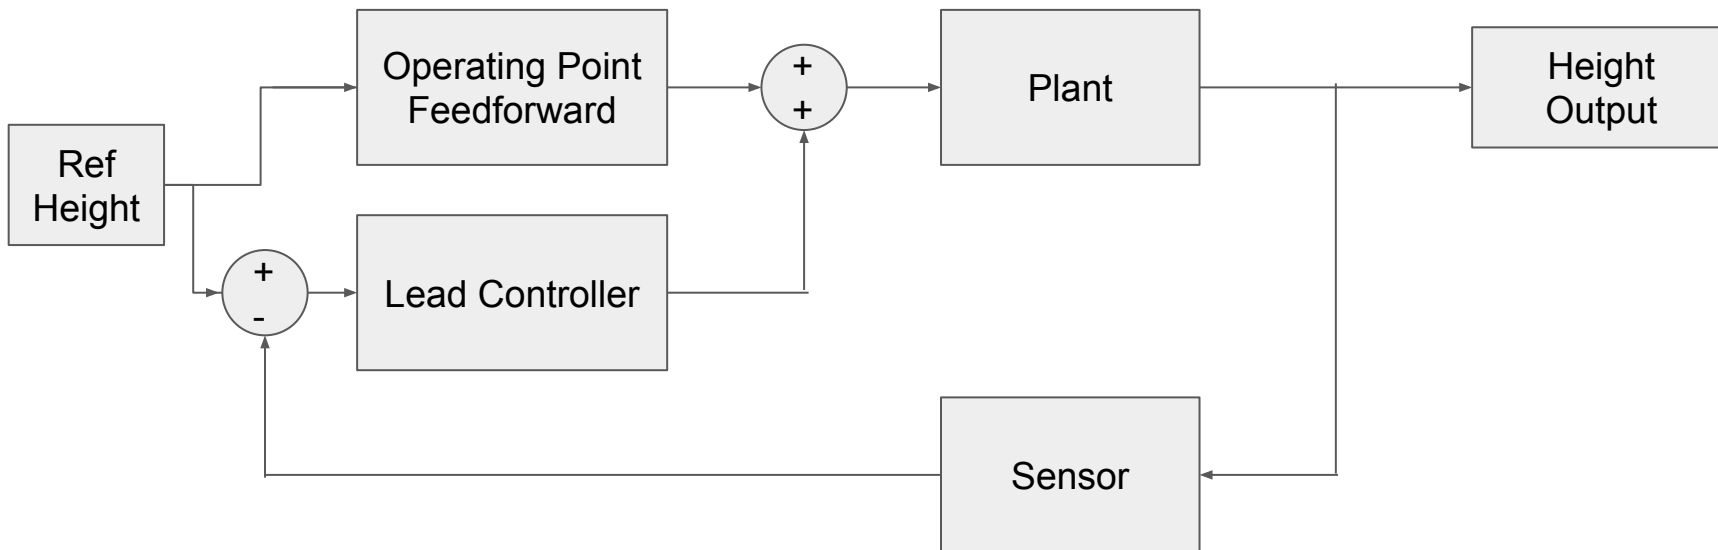 Ref
Height
Operating Point
Feedforward
+
+
Plant
Height
Output
+
-
Lead Controller
Sensor